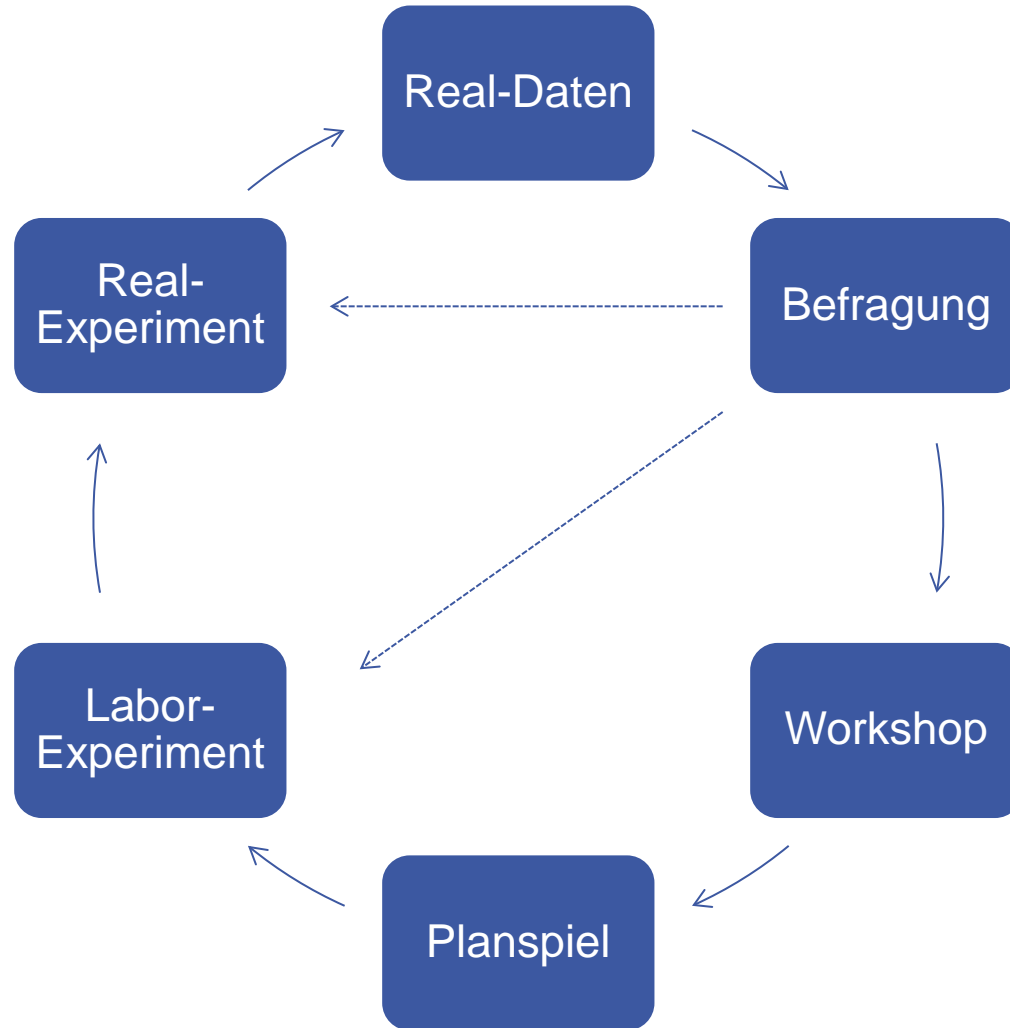 Real-Daten
Real-
Experiment
Befragung
Labor-
Experiment
Workshop
Planspiel